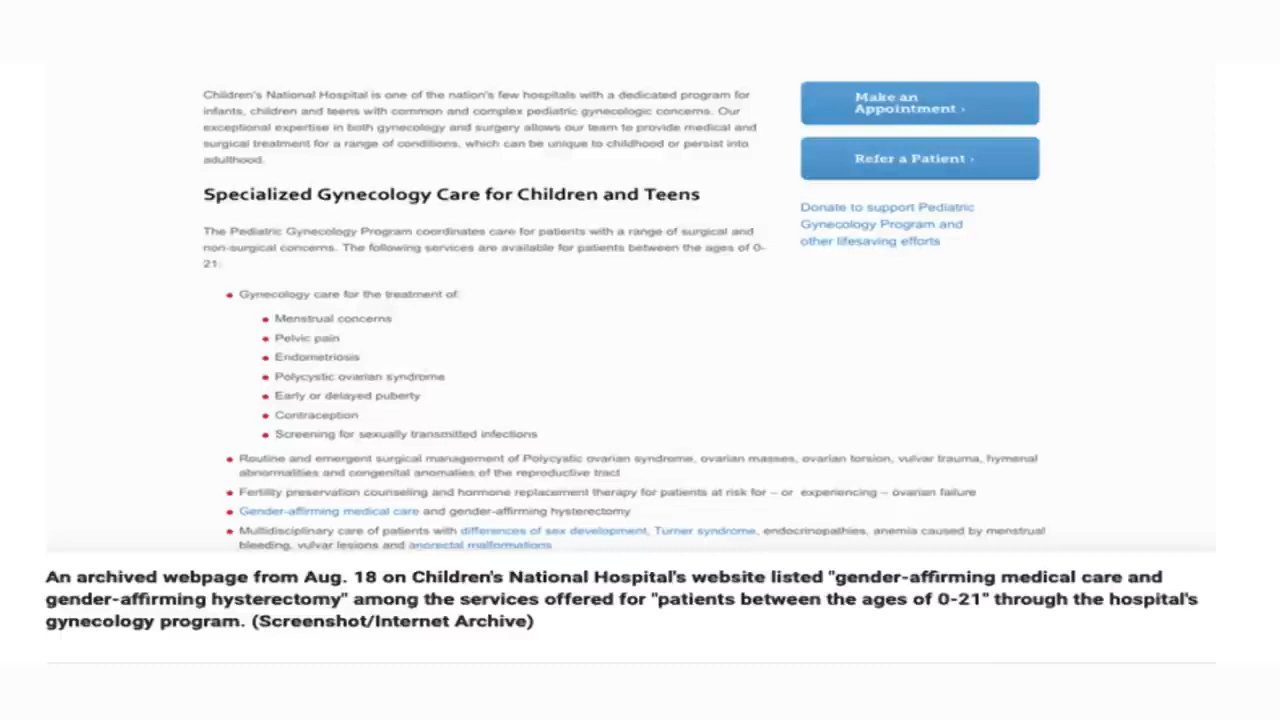 Children's National Hospital is one of the nation's few hospitals with a dedicated program for
infants, children and teens with common and complex pediatric gynecologic concerns. Our
exceptional expertise in both gynecology and surgery allows our team to provide medical and
surgical treatment for a range of conditions, which can be unique to childhood or persist into
adulthood.
Make an
Appointment ›
Refer a Patient ›
Donate to support Pediatric
Gynecology Program and
other lifesaving efforts
Specialized Gynecology Care for Children and Teens
The Pediatric Gynecology Program coordinates care for patients with a range of surgical and
non-surgical concerns. The following services are available for patients between the ages of 0-
21:
• Gynecology care for the treatment of:
• Menstrual concerns
• Pelvic pain
• Endometriosis
• Polycystic ovarian syndrome
• Early or delayed puberty
• Contraception
• Screening for sexually transmitted infections
• Routine and emergent surgical management of Polycystic ovarian syndrome, ovarian masses, ovarian torsion, vulvar trauma, hymenal
abnormalities and congenital anomalies of the reproductive tract
• Fertility preservation counseling and hormone replacement therapy for patients at risk for – or experiencing – ovarian failure
• Gender-affirming medical care and gender-affirming hysterectomy
• Multidisciplinary care of patients with differences of sex development, Turner syndrome, endocrinopathies, anemia caused by menstrual
bleeding, vulvar lesions and anorectal malformations
An archived webpage from Aug. 18 on Children's National Hospital's website listed "gender-affirming medical care and
gender-affirming hysterectomy" among the services offered for "patients between the ages of 0-21" through the hospital's
gynecology program. (Screenshot/Internet Archive)